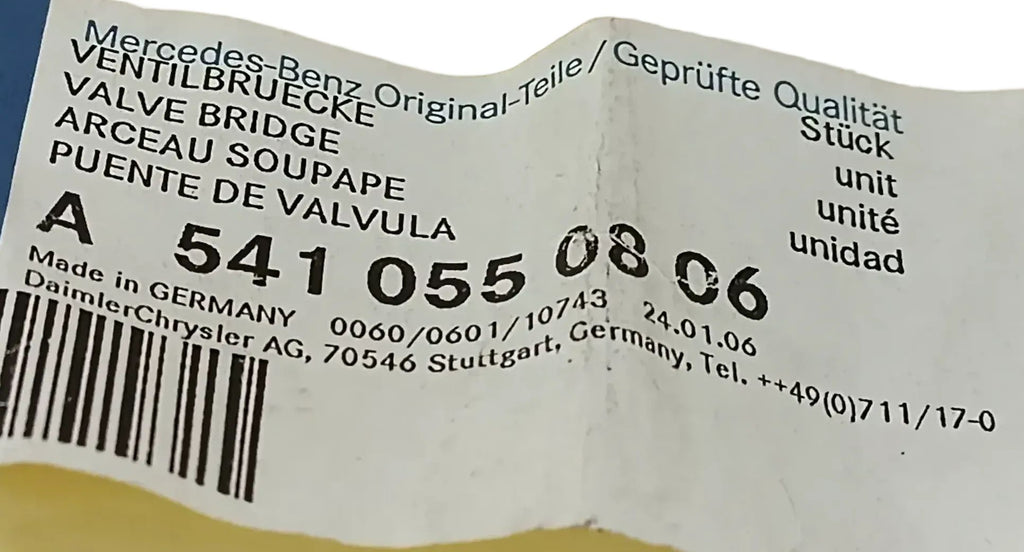 Mercedes-Benz Original-Teile / Geprüfte Qualität
VENTILBRUECKE Stück
VALVE BRIDGE unit
ARCEAU SOUPAPE unité
PUENTE DE VALVULA unidad
A 541 055 08 06
Made in GERMANY 0060/0601/10743 24.01.06
DaimlerChrysler AG, 70546 Stuttgart, Germany, Tel. ++49(0)711/17-0